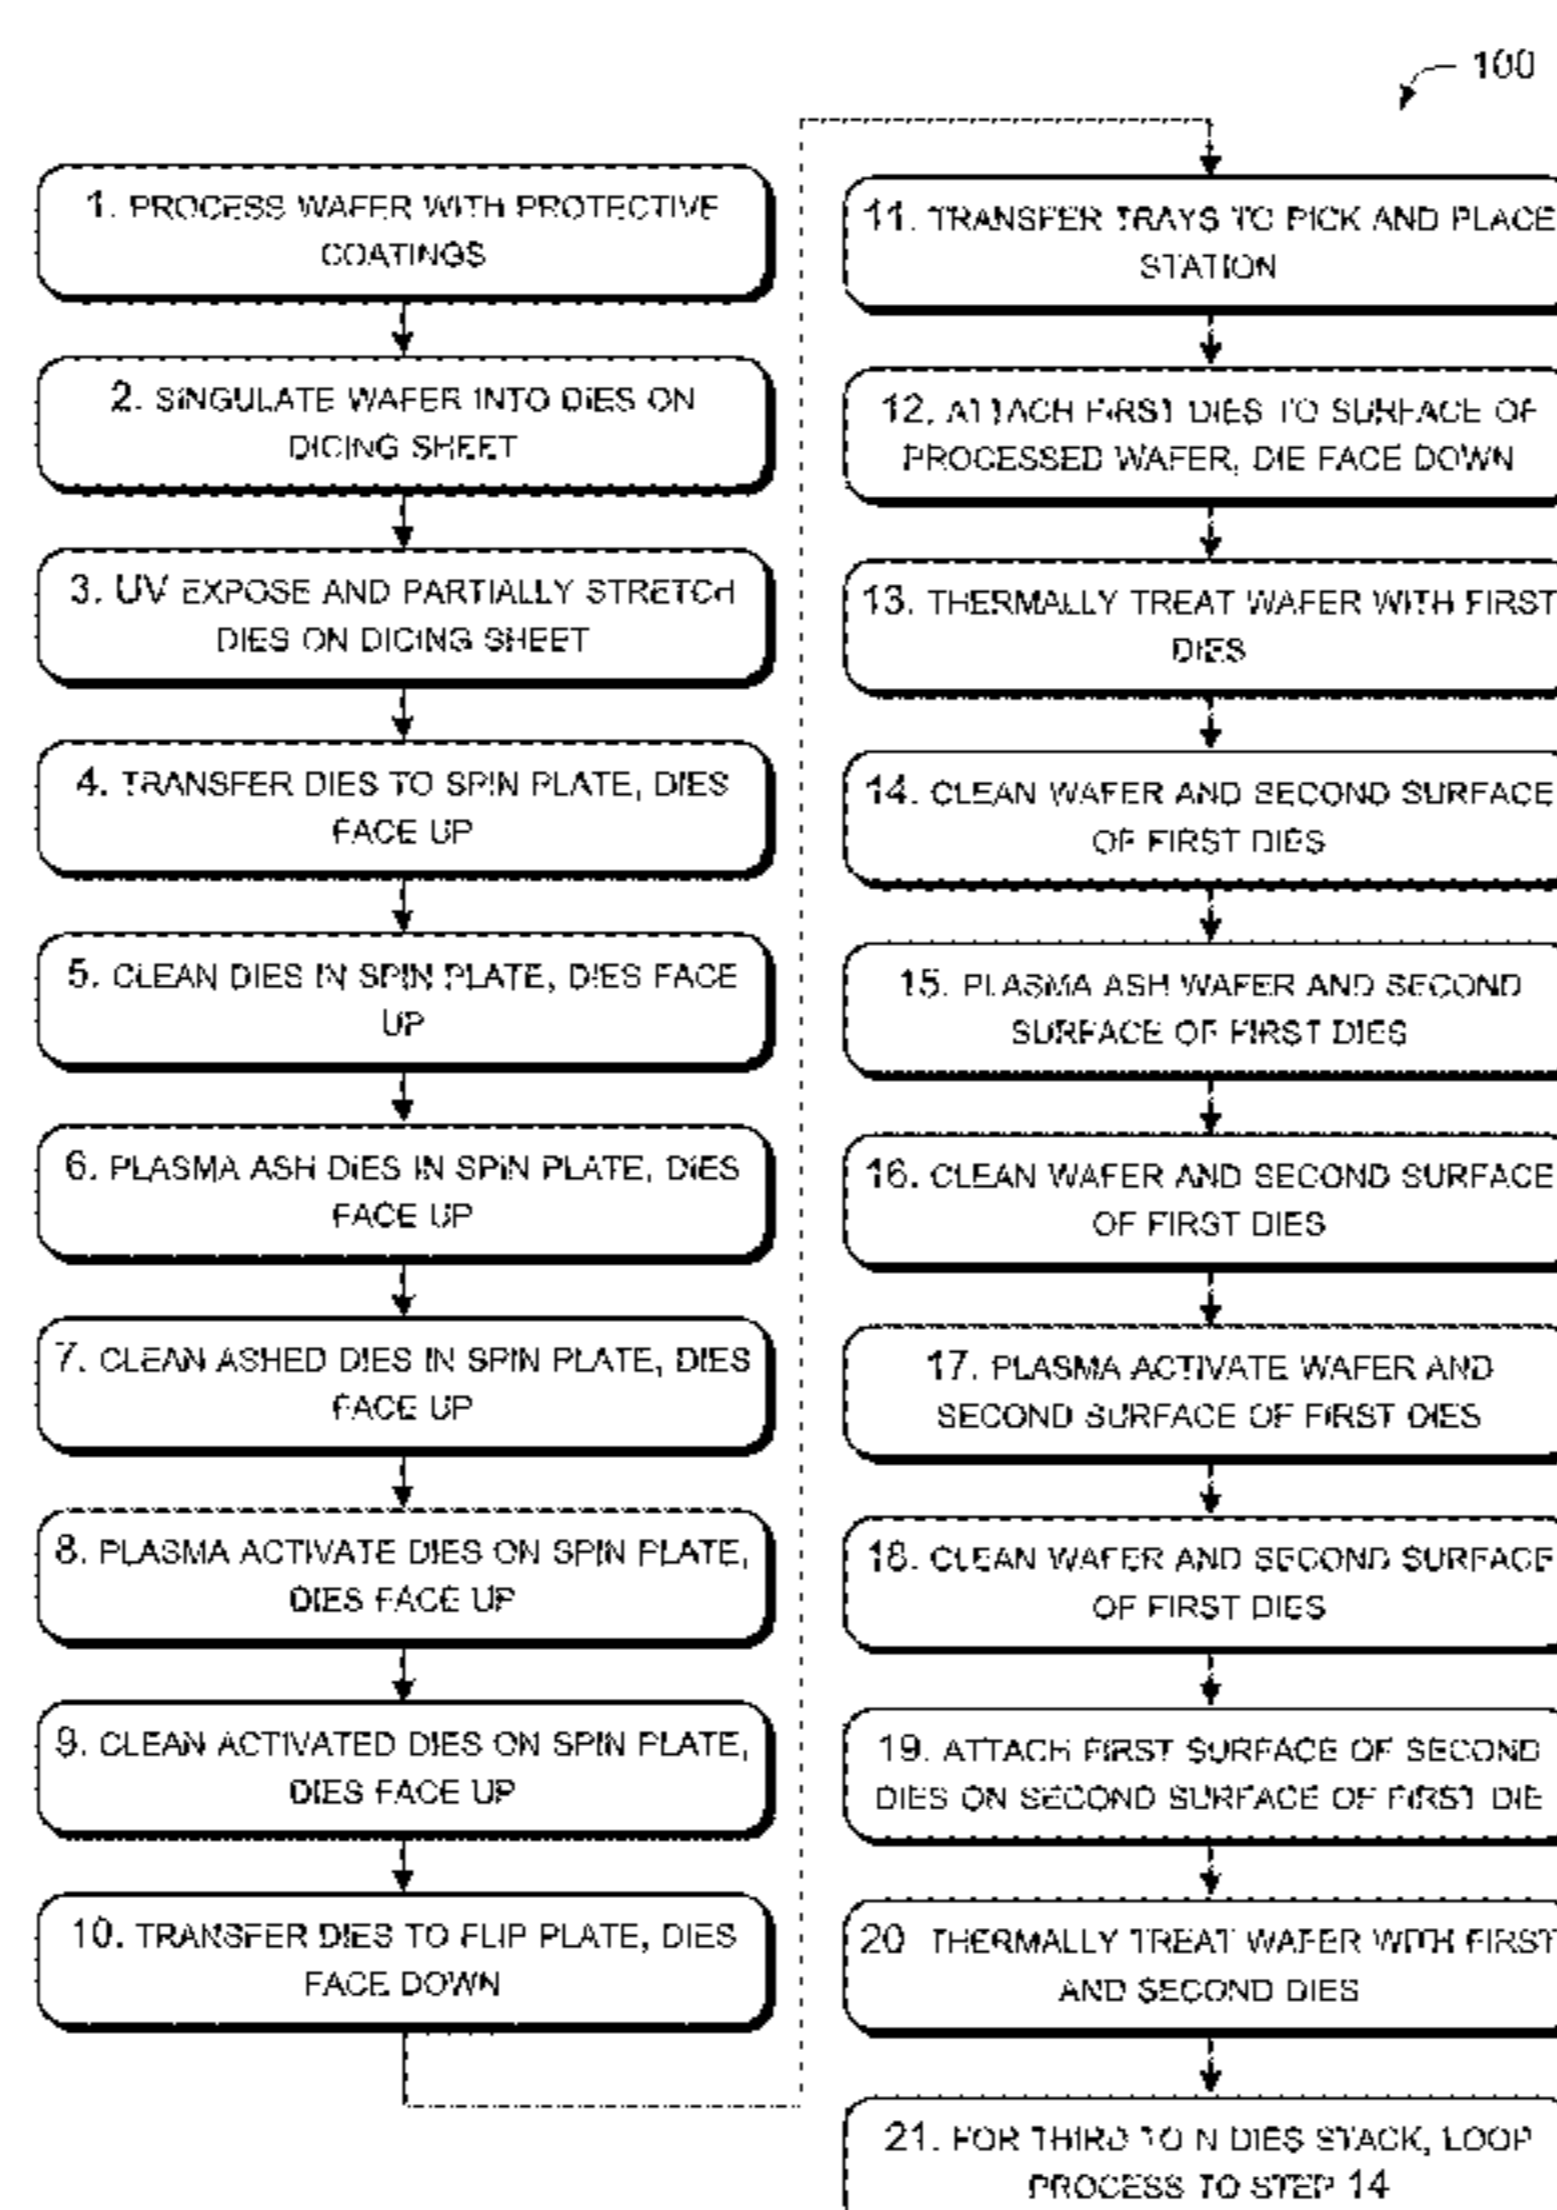 100
1. PROCESS WAFER WITH PROTECTIVE
COATINGS
2. SINGULATE WAFER INTO DIES ON
DICING SHEET
3. UV EXPOSE AND PARTIALLY STRETCH
DIES ON DICING SHEET
4. TRANSFER DIES TO SPIN PLATE, DIES
FACE UP
5. CLEAN DIES IN SPIN PLATE, DIES FACE
UP
6. PLASMA ASH DIES IN SPIN PLATE, DIES
FACE UP
7. CLEAN ASHED DIES IN SPIN PLATE, DIES
FACE UP
8. PLASMA ACTIVATE DIES ON SPIN PLATE,
DIES FACE UP
9. CLEAN ACTIVATED DIES ON SPIN PLATE,
DIES FACE UP
10. TRANSFER DIES TO FLIP PLATE, DIES
FACE DOWN
11. TRANSFER TRAYS TO PICK AND PLACE
STATION
12. ATTACH FIRST DIES TO SURFACE OF
PROCESSED WAFER, DIE FACE DOWN
13. THERMALLY TREAT WAFER WITH FIRST
DIES
14. CLEAN WAFER AND SECOND SURFACE
OF FIRST DIES
15. PLASMA ASH WAFER AND SECOND
SURFACE OF FIRST DIES
16. CLEAN WAFER AND SECOND SURFACE
OF FIRST DIES
17. PLASMA ACTIVATE WAFER AND
SECOND SURFACE OF FIRST DIES
18. CLEAN WAFER AND SECOND SURFACE
OF FIRST DIES
19. ATTACH FIRST SURFACE OF SECOND
DIES ON SECOND SURFACE OF FIRST DIE
20 THERMALLY TREAT WAFER WITH FIRST
AND SECOND DIES
21. FOR THIRD TO N DIES STACK, LOOP
PROCESS TO STEP 14